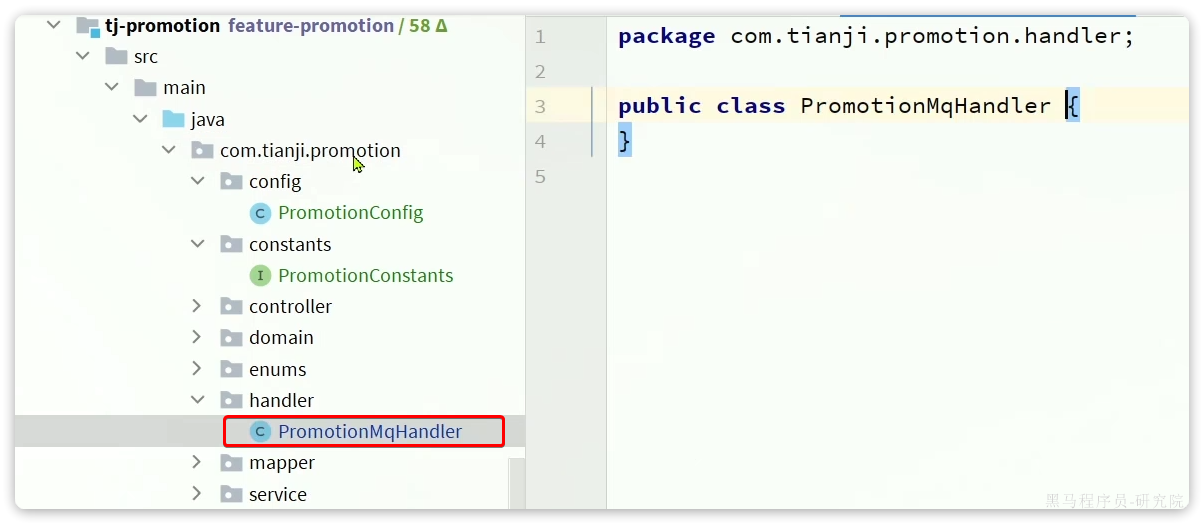 tj-promotion feature-promotion / 58 Δ
src
main
java
com.tianji.promotion
config
C PromotionConfig
constants
I PromotionConstants
controller
domain
enums
handler
C PromotionMqHandler
mapper
service
1 package com.tianji.promotion.handler;
2
3 public class PromotionMqHandler {
4 }
5
黑马程序员-研究院